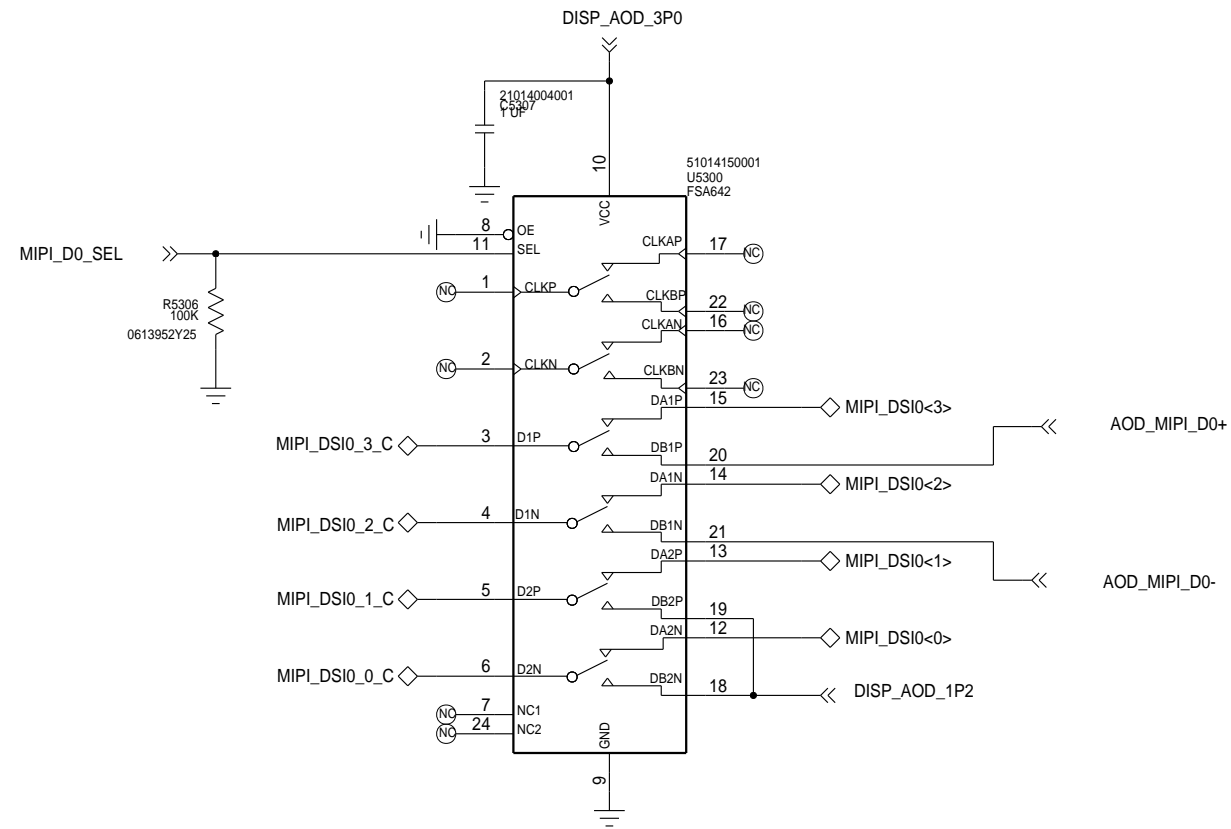 DISP_AOD_3P0
21014004001
C5307
1 UF
10
51014150001
U5300
FSA642
VCC
8
OE
11
SEL
MIPI_D0_SEL
R5306
100K
0613952Y25
CLKAP
17
NC
NC
1
CLKP
CLKBP
22
NC
CLKAN
16
NC
NC
2
CLKN
CLKBN
23
NC
DA1P
15
MIPI_DSI0<3>
AOD_MIPI_D0+
MIPI_DSI0_3_C
3
D1P
DB1P
20
DA1N
14
MIPI_DSI0<2>
MIPI_DSI0_2_C
4
D1N
DB1N
21
DA2P
13
MIPI_DSI0<1>
AOD_MIPI_D0-
MIPI_DSI0_1_C
5
D2P
DB2P
19
DA2N
12
MIPI_DSI0<0>
MIPI_DSI0_0_C
6
D2N
DB2N
18
DISP_AOD_1P2
NC
7
NC1
NC
24
NC2
GND
9